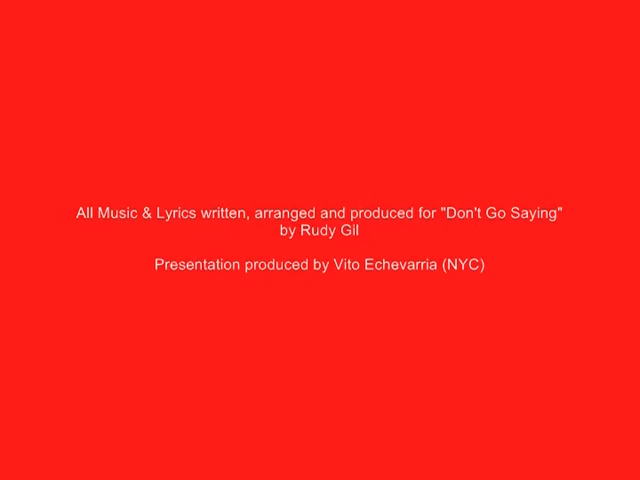 All Music & Lyrics written, arranged and produced for "Don't Go Saying"
by Rudy Gil
Presentation produced by Vito Echevarria (NYC)